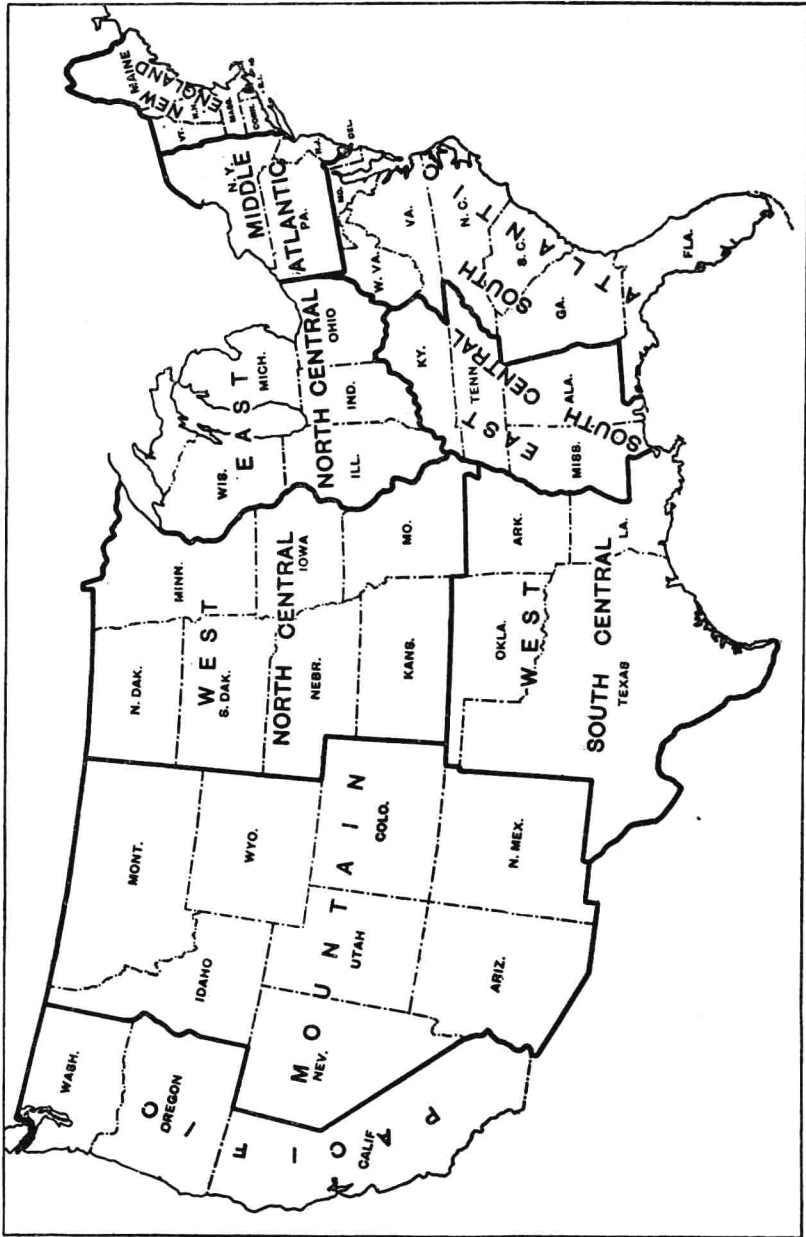 WASH.
OREGON
CALIF
PACIFIC
MONT.
IDAHO
WYO.
NEV.
UTAH
COLO.
ARIZ.
N. MEX.
MOUNTAIN
N. DAK.
S. DAK.
NEBR.
KANS.
MINN.
IOWA
MO.
WEST
NORTH CENTRAL
OKLA.
TEXAS
ARK.
LA.
WEST
SOUTH CENTRAL
WIS.
MICH.
ILL.
IND.
OHIO
EAST
NORTH CENTRAL
KY.
TENN.
MISS.
ALA.
EAST
SOUTH CENTRAL
N.Y.
PA.
N.J.
MIDDLE
ATLANTIC
MAINE
VT.
N.H.
MASS.
CONN.
R.I.
NEW
ENGLAND
DEL.
MD.
W. VA.
VA.
N. C.
S. C.
GA.
FLA.
SOUTH
ATLANTIC